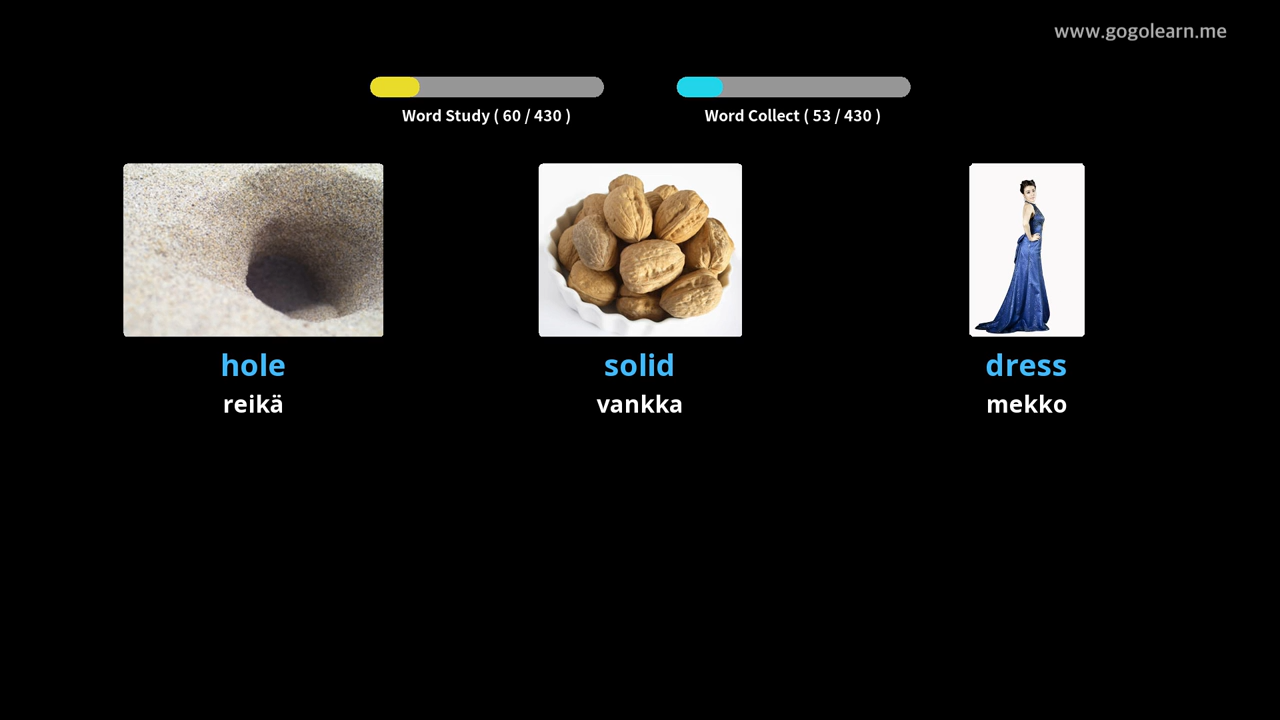 www.gogolearn.me
Word Study ( 60 / 430 )
Word Collect ( 53 / 430 )
hole
reikä
solid
vankka
dress
mekko